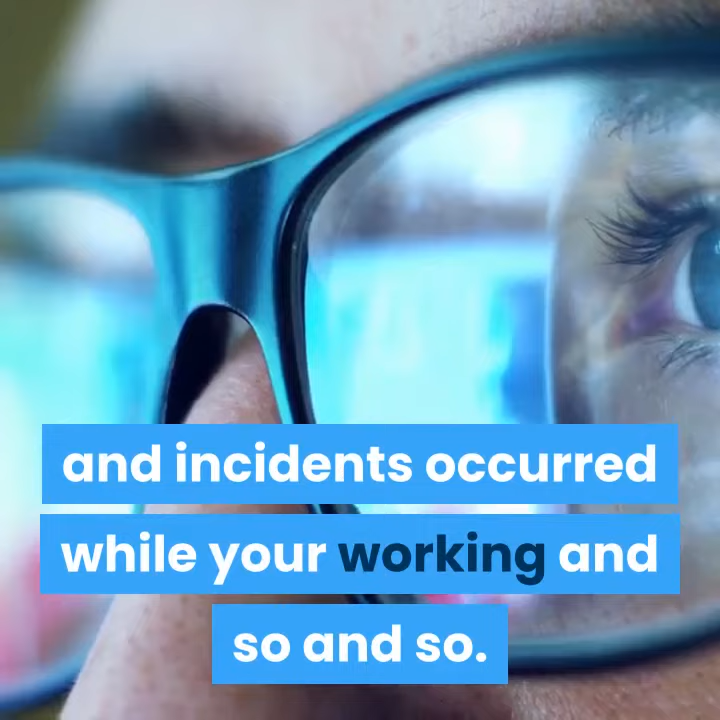 and incidents occurred
while your working and
so and so.